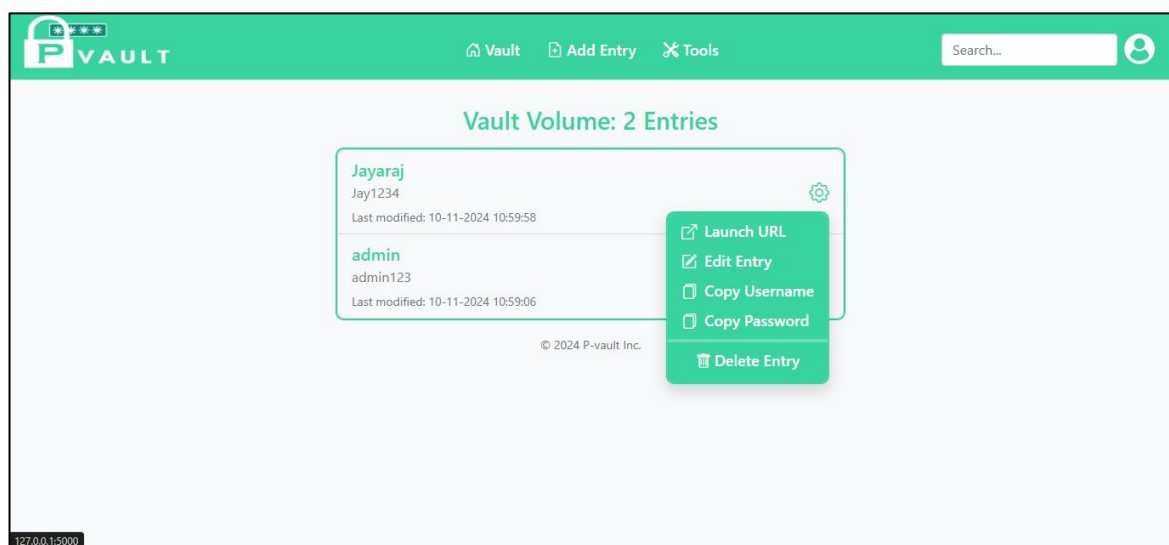 ****
P VAULT
Vault Add Entry Tools
Search...
Vault Volume: 2 Entries
Jayaraj
Jay1234
Last modified: 10-11-2024 10:59:58
admin
admin123
Last modified: 10-11-2024 10:59:06
Launch URL
Edit Entry
Copy Username
Copy Password
Delete Entry
© 2024 P-vault Inc.
127.0.0.1:5000